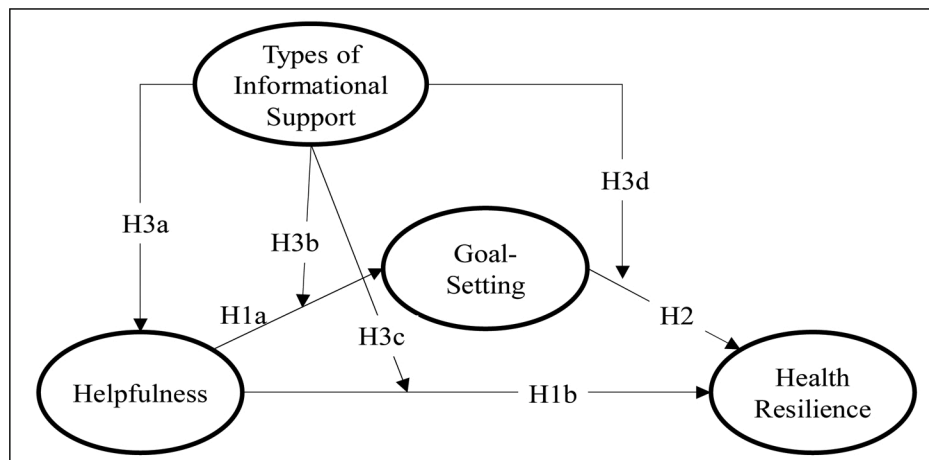 Types of
Informational
Support
H3d
H3a
H3b
Goal-
Setting
H1a
H3c
H2
Helpfulness
H1b
Health
Resilience